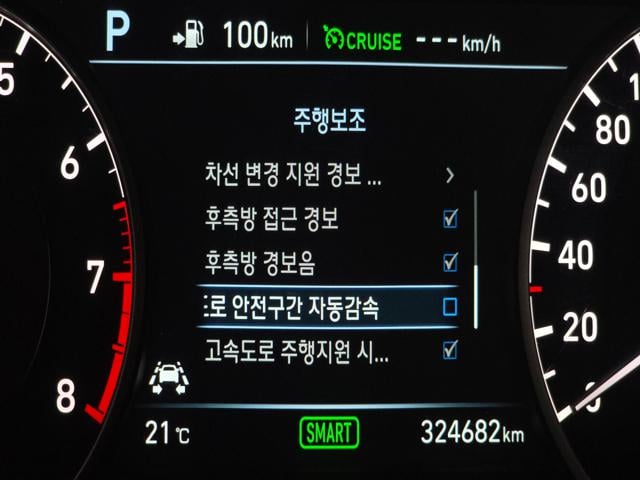 P 100km CRUISE ---km/h
주행보조
차선 변경 지원 경보 ...
후측방 접근 경보
후측방 경보음
로 안전구간 자동감속
고속도로 주행지원 시...
21℃ SMART 324682km
5
6
7
8
80
60
40
20